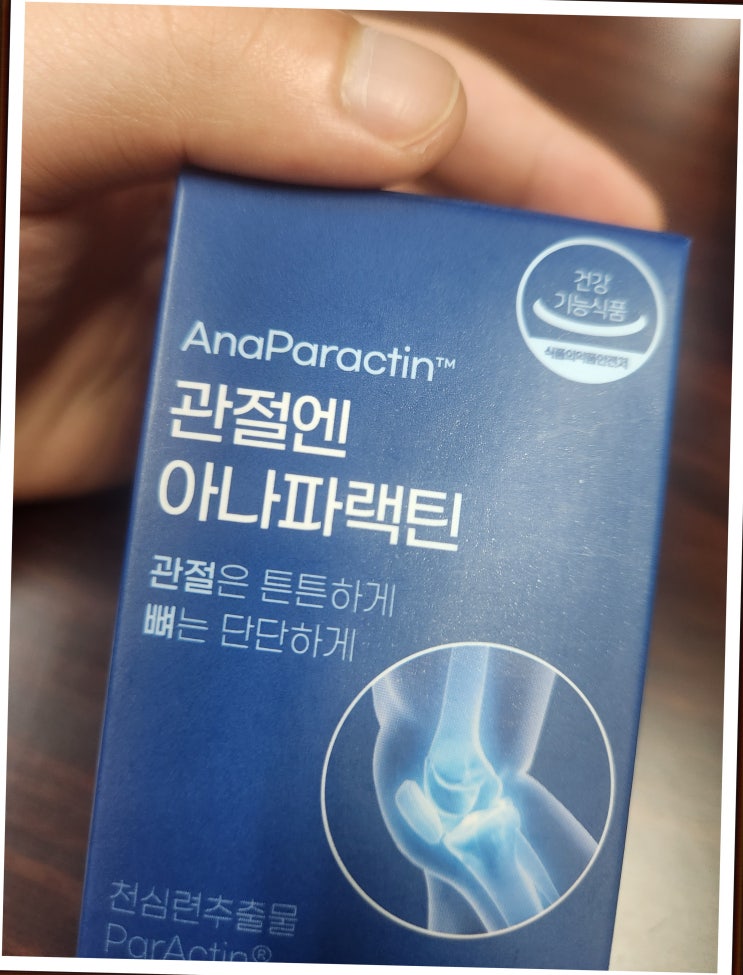 건강
기능식품
식품의약품안전처
AnaParactin™
관절엔
아나파랙틴
관절은 튼튼하게
뼈는 단단하게
천심련추출물
ParActin®